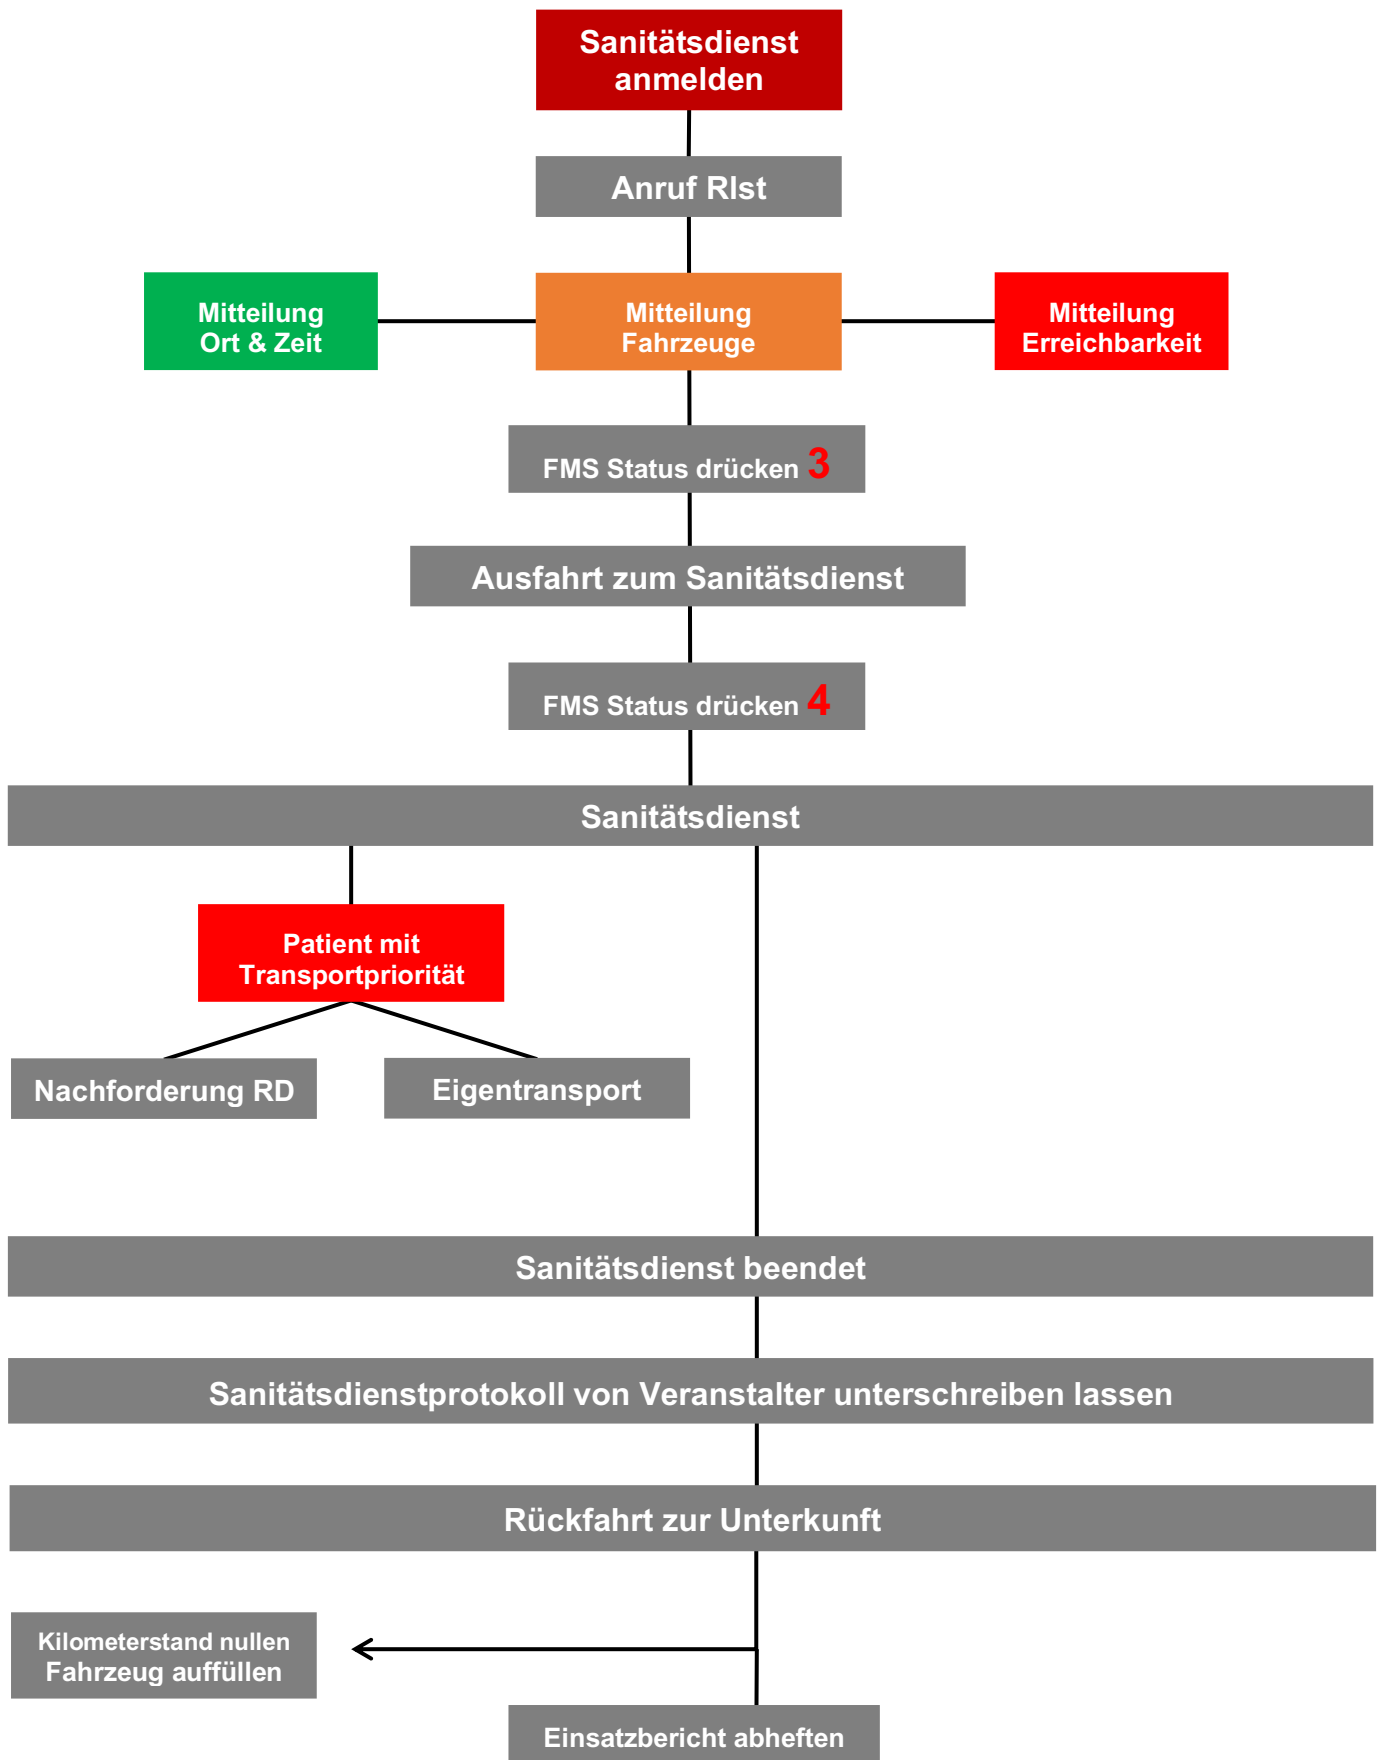 Sanitätsdienst
anmelden
Anruf Rlst
Mitteilung
Ort & Zeit
Mitteilung
Fahrzeuge
Mitteilung
Erreichbarkeit
FMS Status drücken 3
Ausfahrt zum Sanitätsdienst
FMS Status drücken 4
Sanitätsdienst
Patient mit
Transportpriorität
Nachforderung RD
Eigentransport
Sanitätsdienst beendet
Sanitätsdienstprotokoll von Veranstalter unterschreiben lassen
Rückfahrt zur Unterkunft
Kilometerstand nullen
Fahrzeug auffüllen
Einsatzbericht abheften